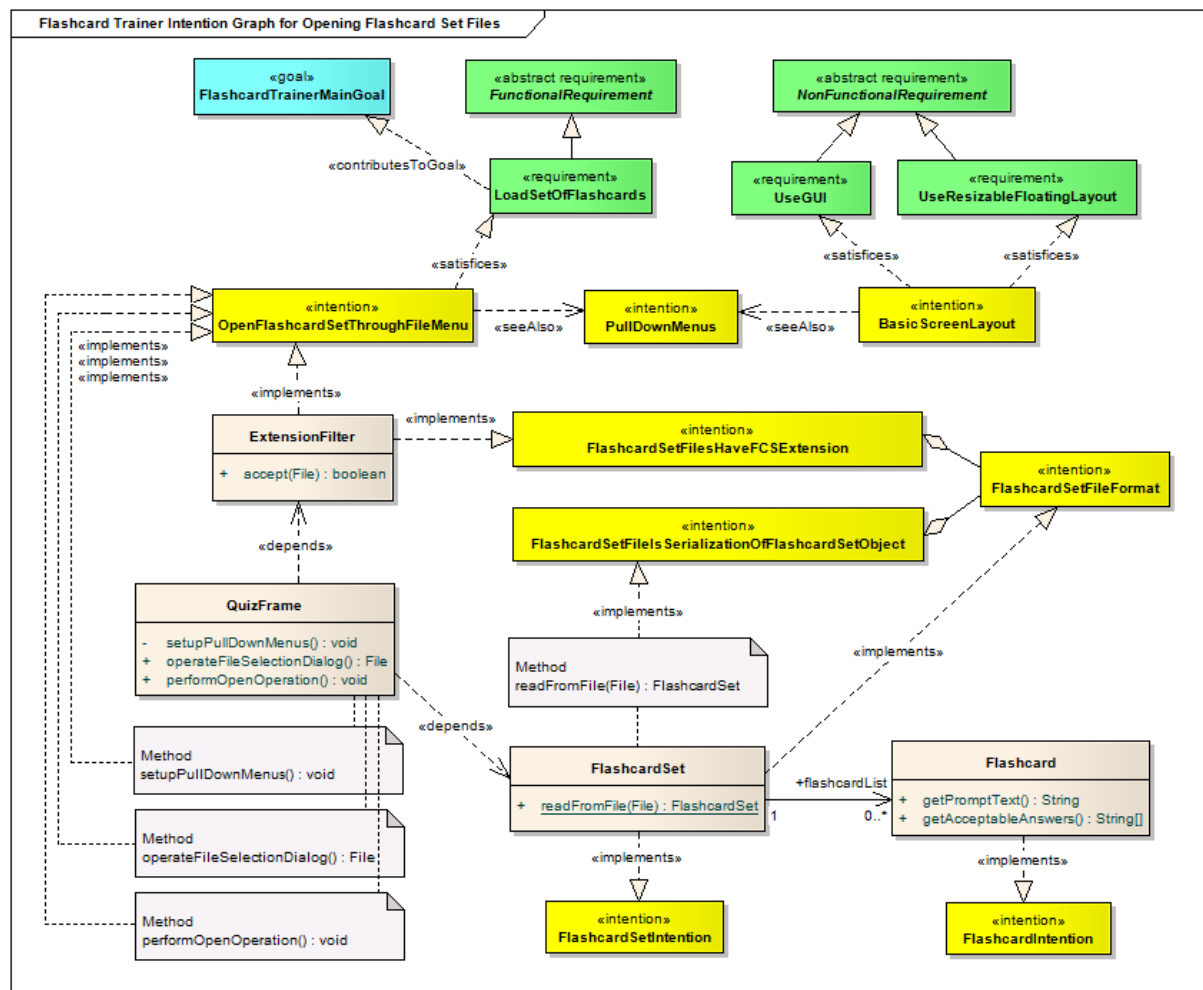 Flashcard Trainer Intention Graph for Opening Flashcard Set Files
«goal»
FlashcardTrainerMainGoal
«abstract requirement»
FunctionalRequirement
«abstract requirement»
NonFunctionalRequirement
«contributesToGoal»
«requirement»
LoadSetOfFlashcards
«requirement»
UseGUI
«requirement»
UseResizableFloatingLayout
«satisfices»
«satisfices»
«satisfices»
«intention»
OpenFlashcardSetThroughFileMenu
«seeAlso»
«intention»
PullDownMenus
«seeAlso»
«intention»
BasicScreenLayout
«implements»
«implements»
«implements»
«implements»
ExtensionFilter
+ accept(File) : boolean
«implements»
«intention»
FlashcardSetFilesHaveFCSExtension
«intention»
FlashcardSetFileFormat
«intention»
FlashcardSetFileIsSerializationOfFlashcardSetObject
«depends»
QuizFrame
- setupPullDownMenus() : void
+ operateFileSelectionDialog() : File
+ performOpenOperation() : void
«implements»
Method
readFromFile(File) : FlashcardSet
«implements»
«depends»
Method
setupPullDownMenus() : void
FlashcardSet
+ readFromFile(File) : FlashcardSet
+flashcardList
1
0..*
Flashcard
+ getPromptText() : String
+ getAcceptableAnswers() : String[]
Method
operateFileSelectionDialog() : File
«implements»
«implements»
Method
performOpenOperation() : void
«intention»
FlashcardSetIntention
«intention»
FlashcardIntention